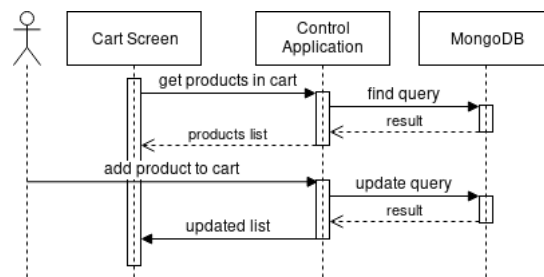 Cart Screen
Control
Application
MongoDB
get products in cart
find query
result
products list
add product to cart
update query
result
updated list